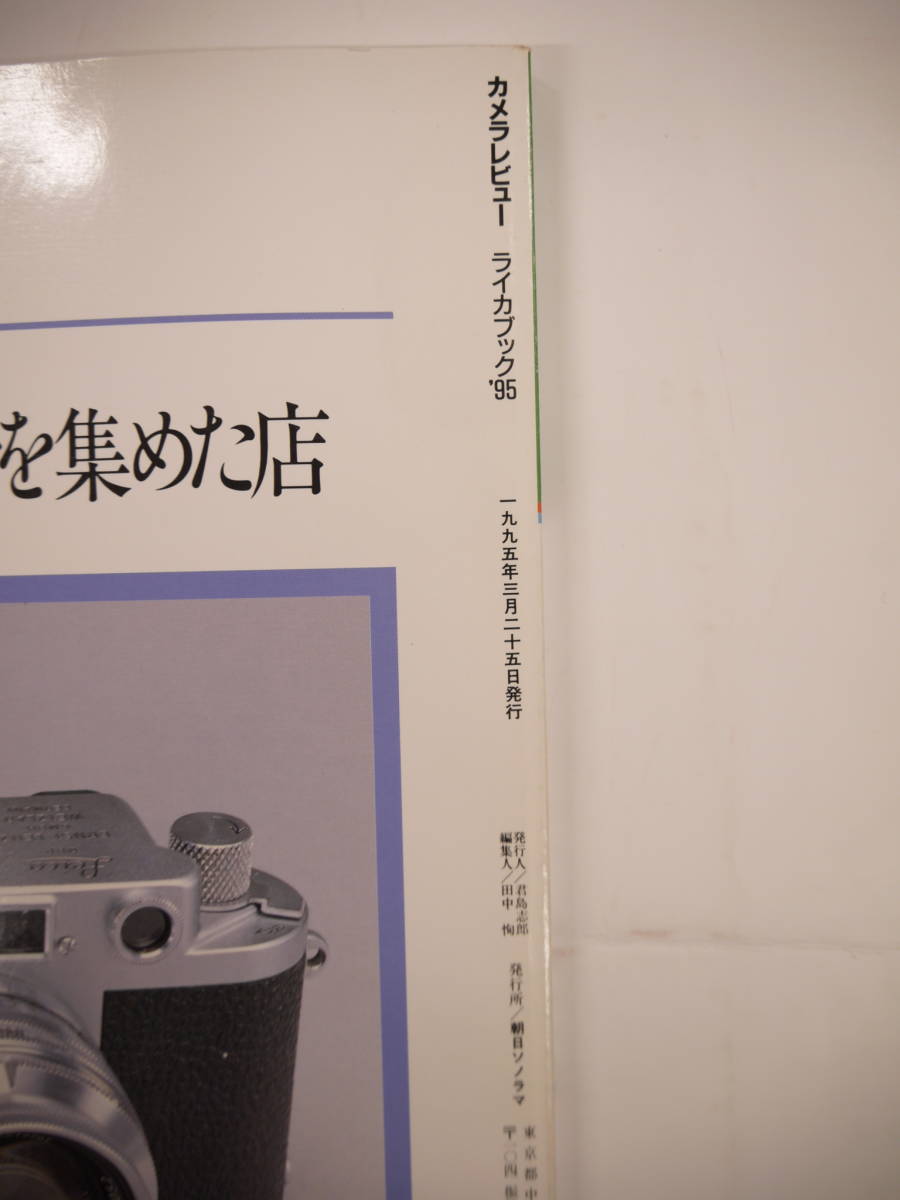 カメラレビュー ライカブック'95
一九九五年三月二十五日発行
発行人／君島志郎
編集人／田中 恂
発行所／朝日ソノラマ
東京都中
〒一〇四 振
を集めた店
Leica